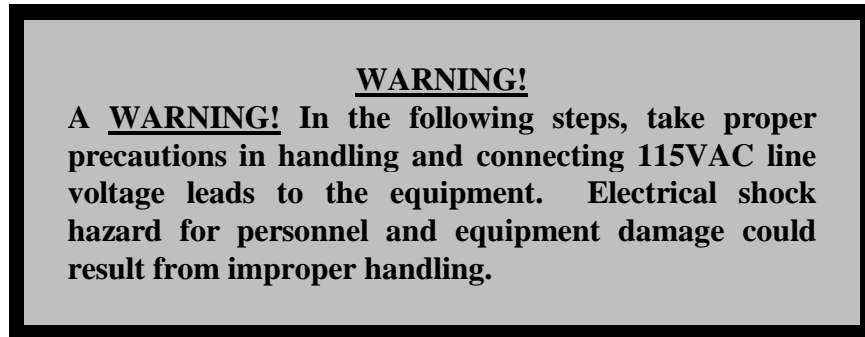 WARNING!
A WARNING! In the following steps, take proper
precautions in handling and connecting 115VAC line
voltage leads to the equipment. Electrical shock
hazard for personnel and equipment damage could
result from improper handling.